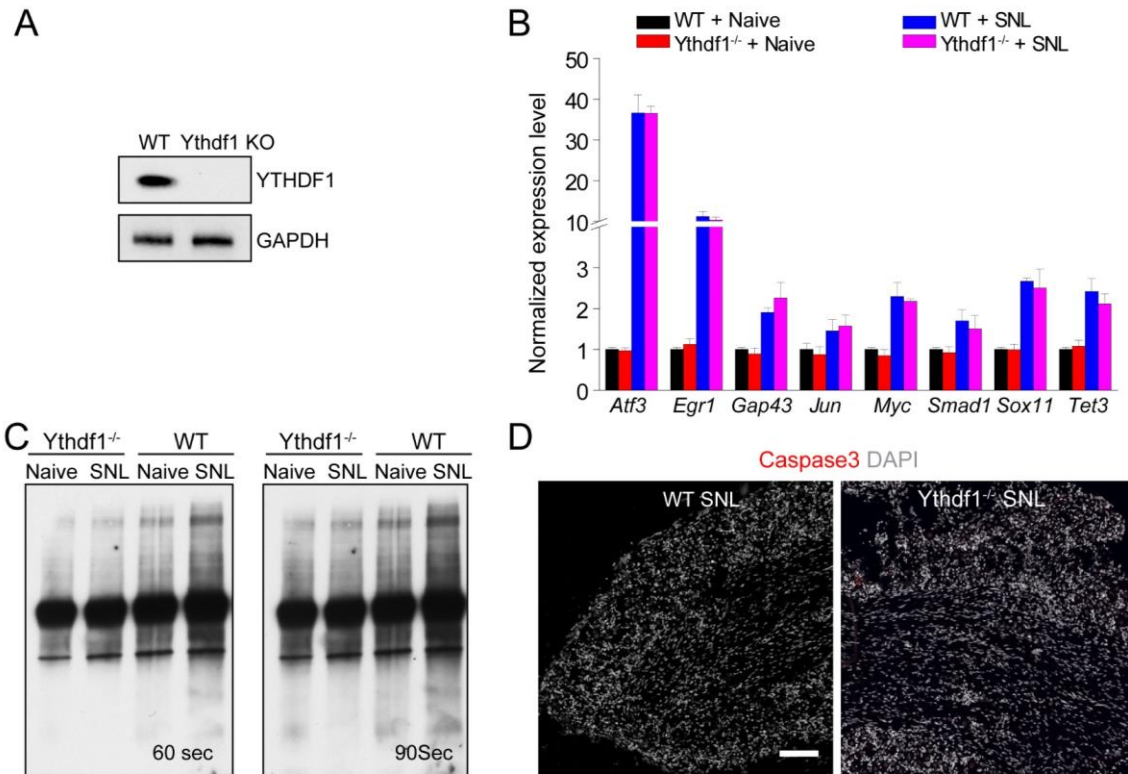 A
WT Ythdf1 KO
YTHDF1
GAPDH
B
WT + Naive
WT + SNL
Ythdf1-/- + Naive
Ythdf1-/- + SNL
Normalized expression level
50
40
30
20
10
3
2
1
0
Atf3 Egr1 Gap43 Jun Myc Smad1 Sox11 Tet3
C
Ythdf1-/- WT
Naive SNL Naive SNL
60 sec
Ythdf1-/- WT
Naive SNL Naive SNL
90Sec
D
Caspase3 DAPI
WT SNL
Ythdf1-/- SNL